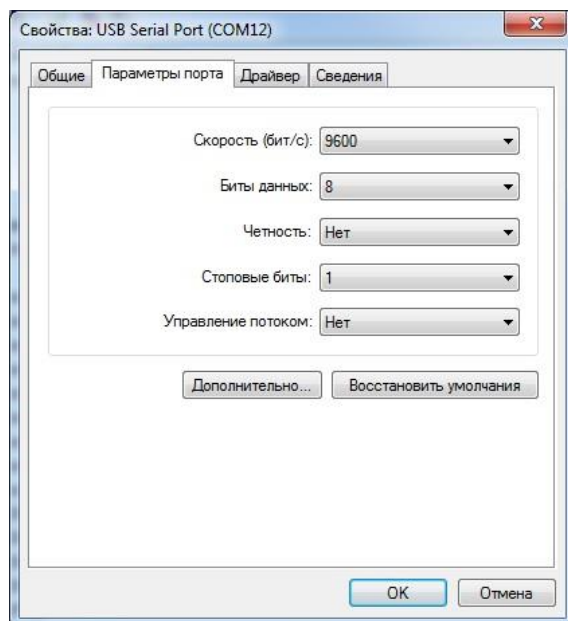 Свойства: USB Serial Port (COM12)
Общие Параметры порта Драйвер Сведения
Скорость (бит/с): 9600
Биты данных: 8
Четность: Нет
Стоповые биты: 1
Управление потоком: Нет
Дополнительно... Восстановить умолчания
OK Отмена